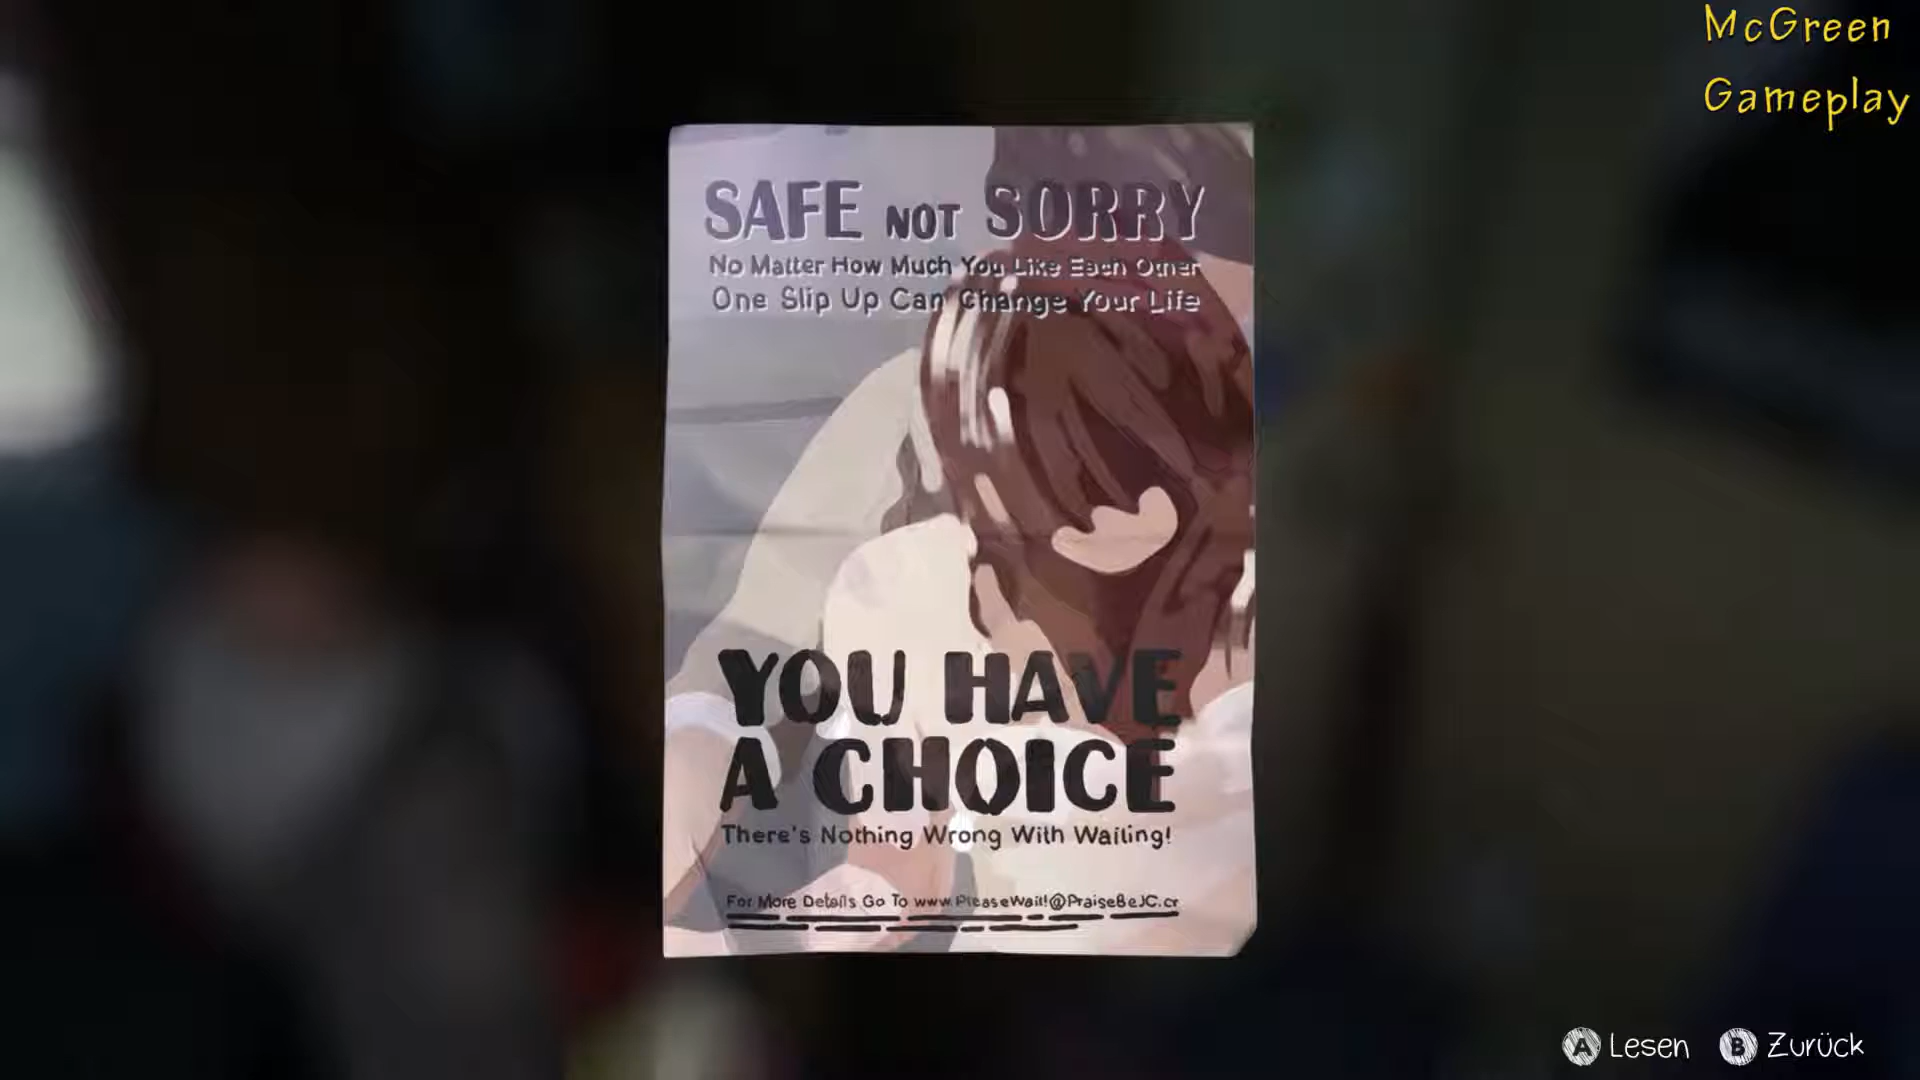 McGreen
Gameplay
SAFE NOT SORRY
No Matter How Much You Like Each Other
One Slip Up Can Change Your Life
YOU HAVE
A CHOICE
There's Nothing Wrong With Waiting!
For More Details Go To www.PleaseWait!@PraiseBeJC.cr
A Lesen B Zurück